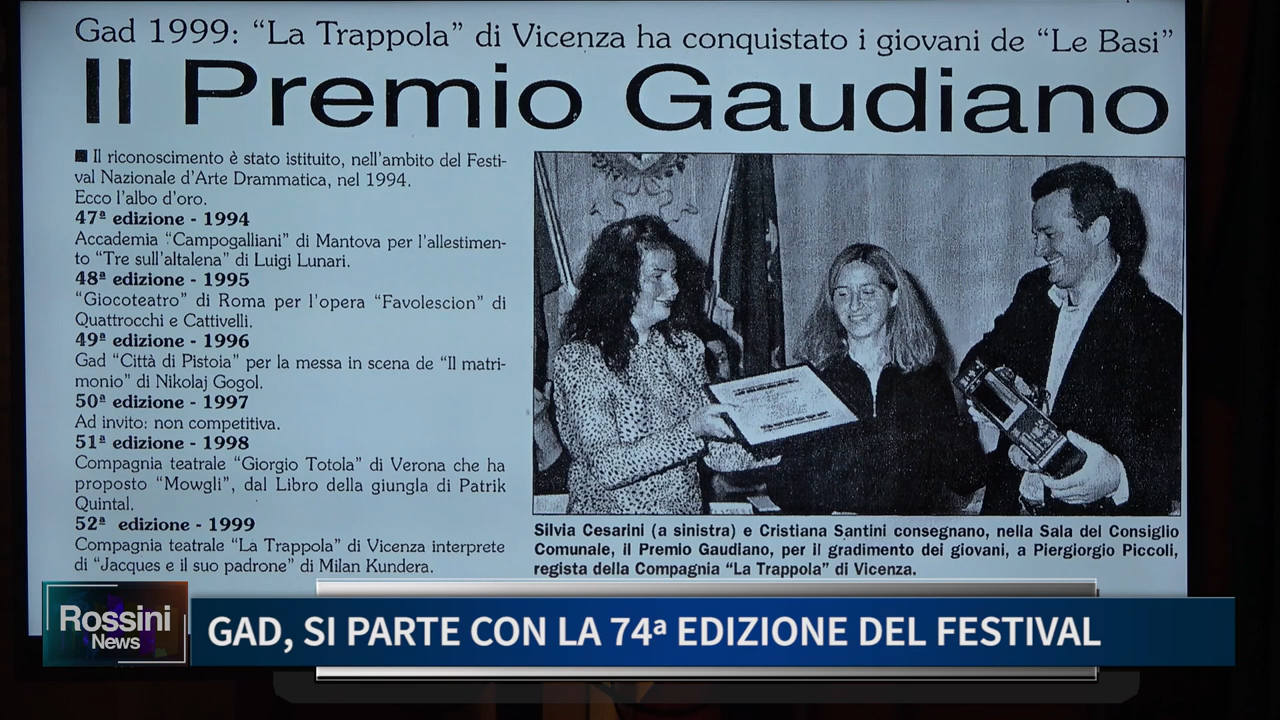 Gad 1999: “La Trappola” di Vicenza ha conquistato i giovani de “Le Basi”
Il Premio Gaudiano
Il riconoscimento è stato istituito, nell'ambito del Festi-
val Nazionale d'Arte Drammatica, nel 1994.
Ecco l'albo d'oro.
47ª edizione - 1994
Accademia “Campogalliani” di Mantova per l'allestimen-
to “Tre sull'altalena” di Luigi Lunari.
48ª edizione - 1995
“Giocoteatro” di Roma per l'opera “Favolescion” di
Quattrocchi e Cattivelli.
49ª edizione - 1996
Gad “Città di Pistoia” per la messa in scena de “Il matri-
monio” di Nikolaj Gogol.
50ª edizione - 1997
Ad invito: non competitiva.
51ª edizione - 1998
Compagnia teatrale “Giorgio Totola” di Verona che ha
proposto “Mowgli”, dal Libro della giungla di Patrik
Quintal.
52ª edizione - 1999
Compagnia teatrale “La Trappola” di Vicenza interprete
di “Jacques e il suo padrone” di Milan Kundera.
Silvia Cesarini (a sinistra) e Cristiana Santini consegnano, nella Sala del Consiglio
Comunale, il Premio Gaudiano, per il gradimento dei giovani, a Piergiorgio Piccoli,
regista della Compagnia “La Trappola” di Vicenza.
Rossini
News
GAD, SI PARTE CON LA 74ª EDIZIONE DEL FESTIVAL